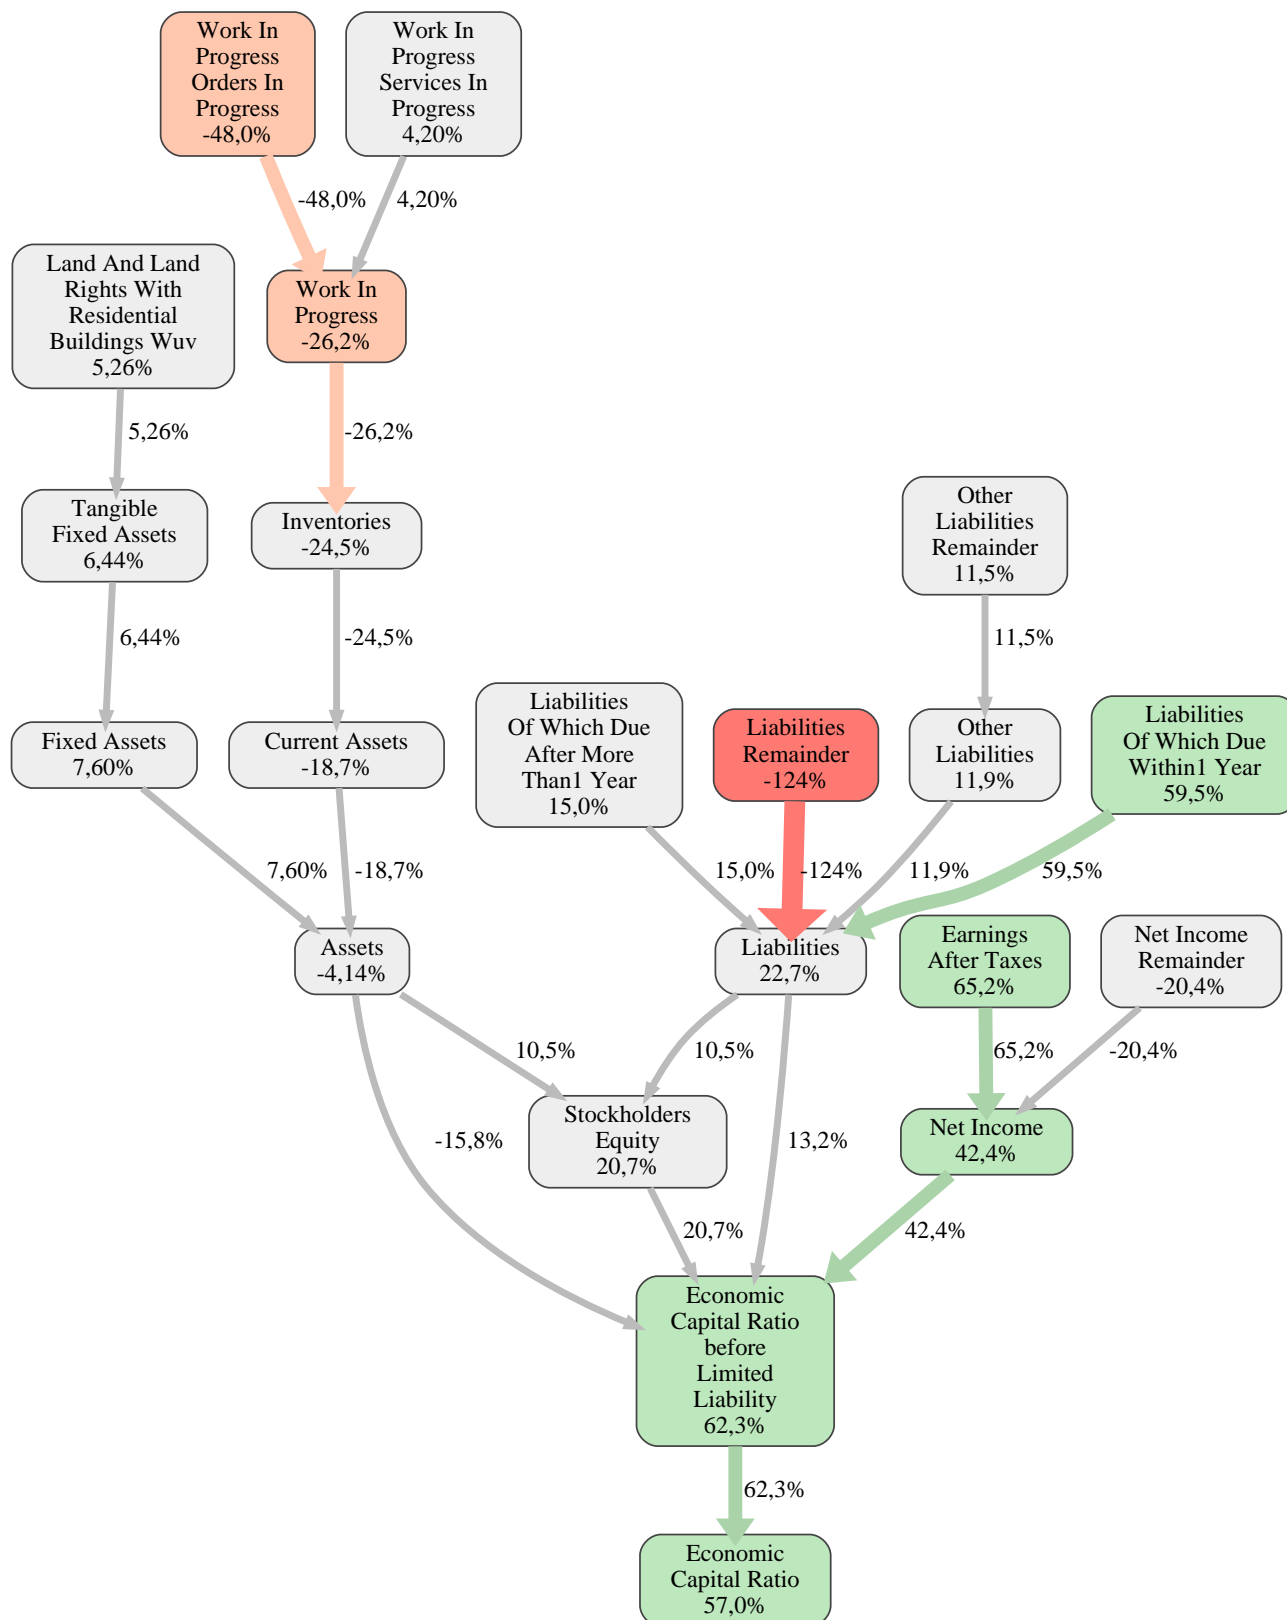 Work In
Progress
Orders In
Progress
-48,0%
Work In
Progress
Services In
Progress
4,20%
-48,0%
4,20%
Land And Land
Rights With
Residential
Buildings Wuv
5,26%
Work In
Progress
-26,2%
5,26%
-26,2%
Tangible
Fixed Assets
6,44%
Inventories
-24,5%
Other
Liabilities
Remainder
11,5%
6,44%
-24,5%
11,5%
Fixed Assets
7,60%
Current Assets
-18,7%
Liabilities
Of Which Due
After More
Than1 Year
15,0%
Liabilities
Remainder
-124%
Other
Liabilities
11,9%
Liabilities
Of Which Due
Within1 Year
59,5%
7,60%
-18,7%
15,0%
-124%
11,9%
59,5%
Assets
-4,14%
Liabilities
22,7%
Earnings
After Taxes
65,2%
Net Income
Remainder
-20,4%
10,5%
10,5%
65,2%
-20,4%
-15,8%
Stockholders
Equity
20,7%
13,2%
Net Income
42,4%
20,7%
42,4%
Economic
Capital Ratio
before
Limited
Liability
62,3%
62,3%
Economic
Capital Ratio
57,0%